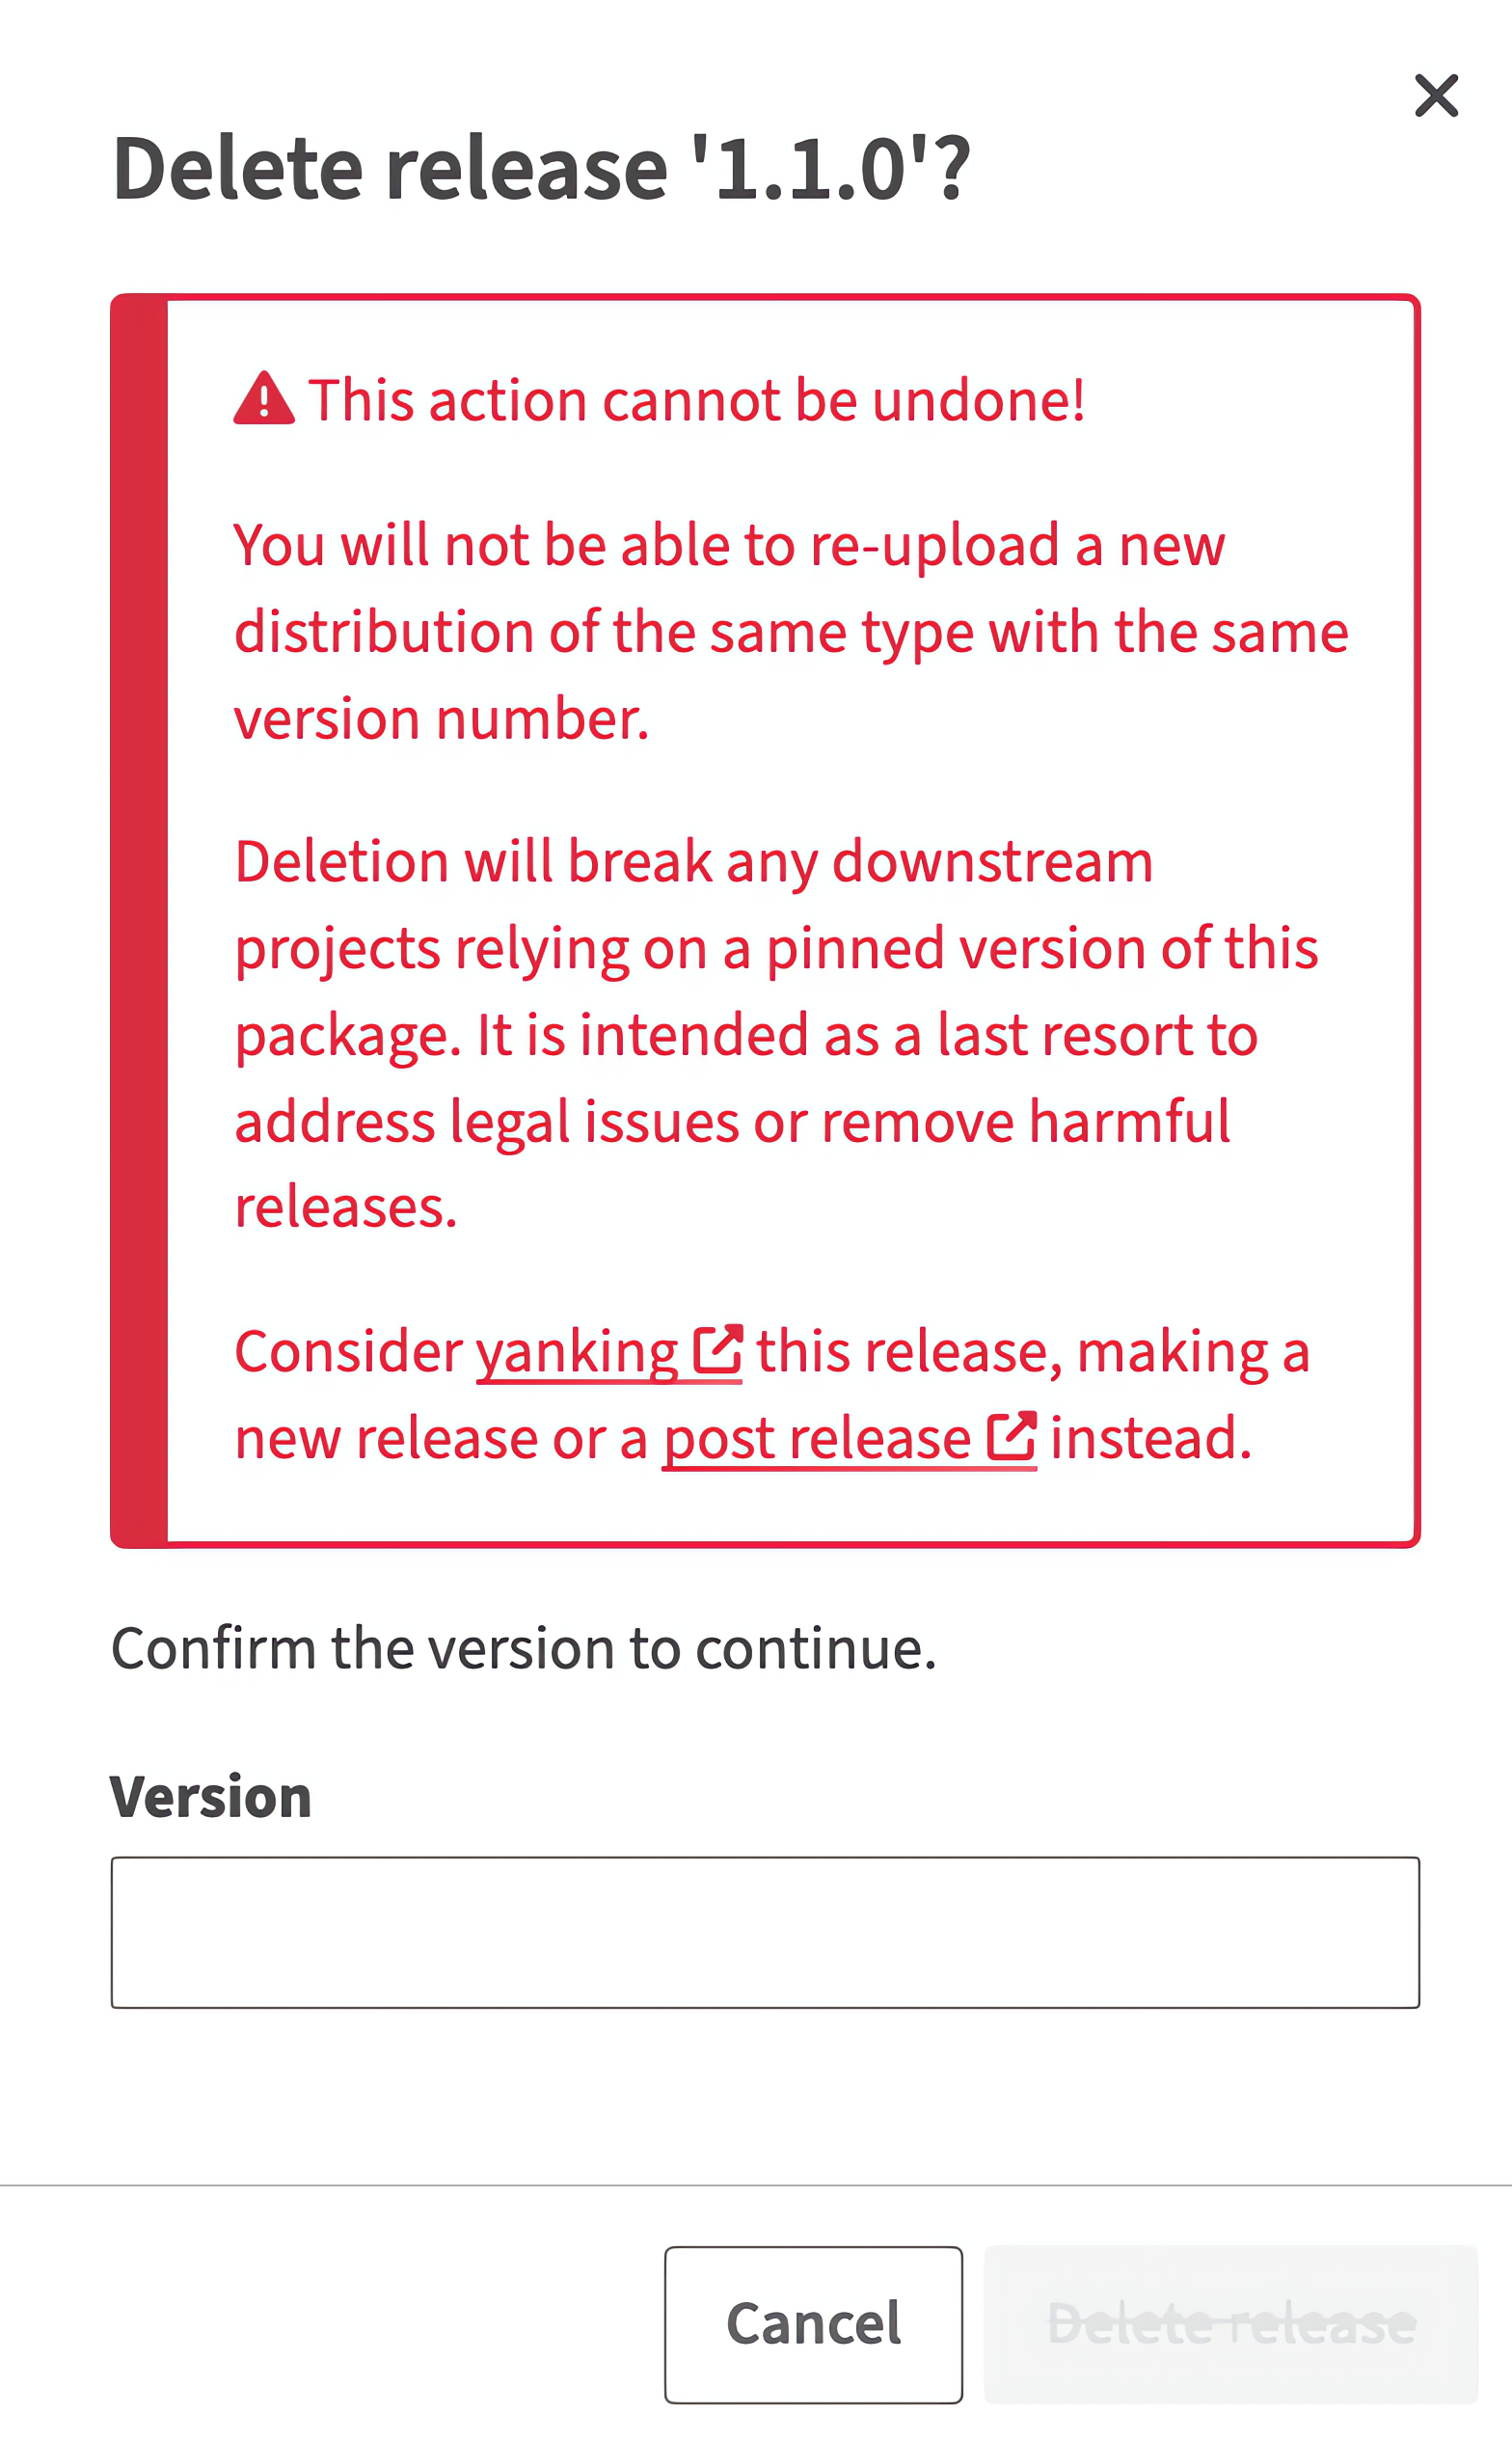 Delete release '1.1.0'?
This action cannot be undone!
You will not be able to re-upload a new
distribution of the same type with the same
version number.
Deletion will break any downstream
projects relying on a pinned version of this
package. It is intended as a last resort to
address legal issues or remove harmful
releases.
Consider yanking this release, making a
new release or a post release instead.
Confirm the version to continue.
Version
Cancel
Delete release